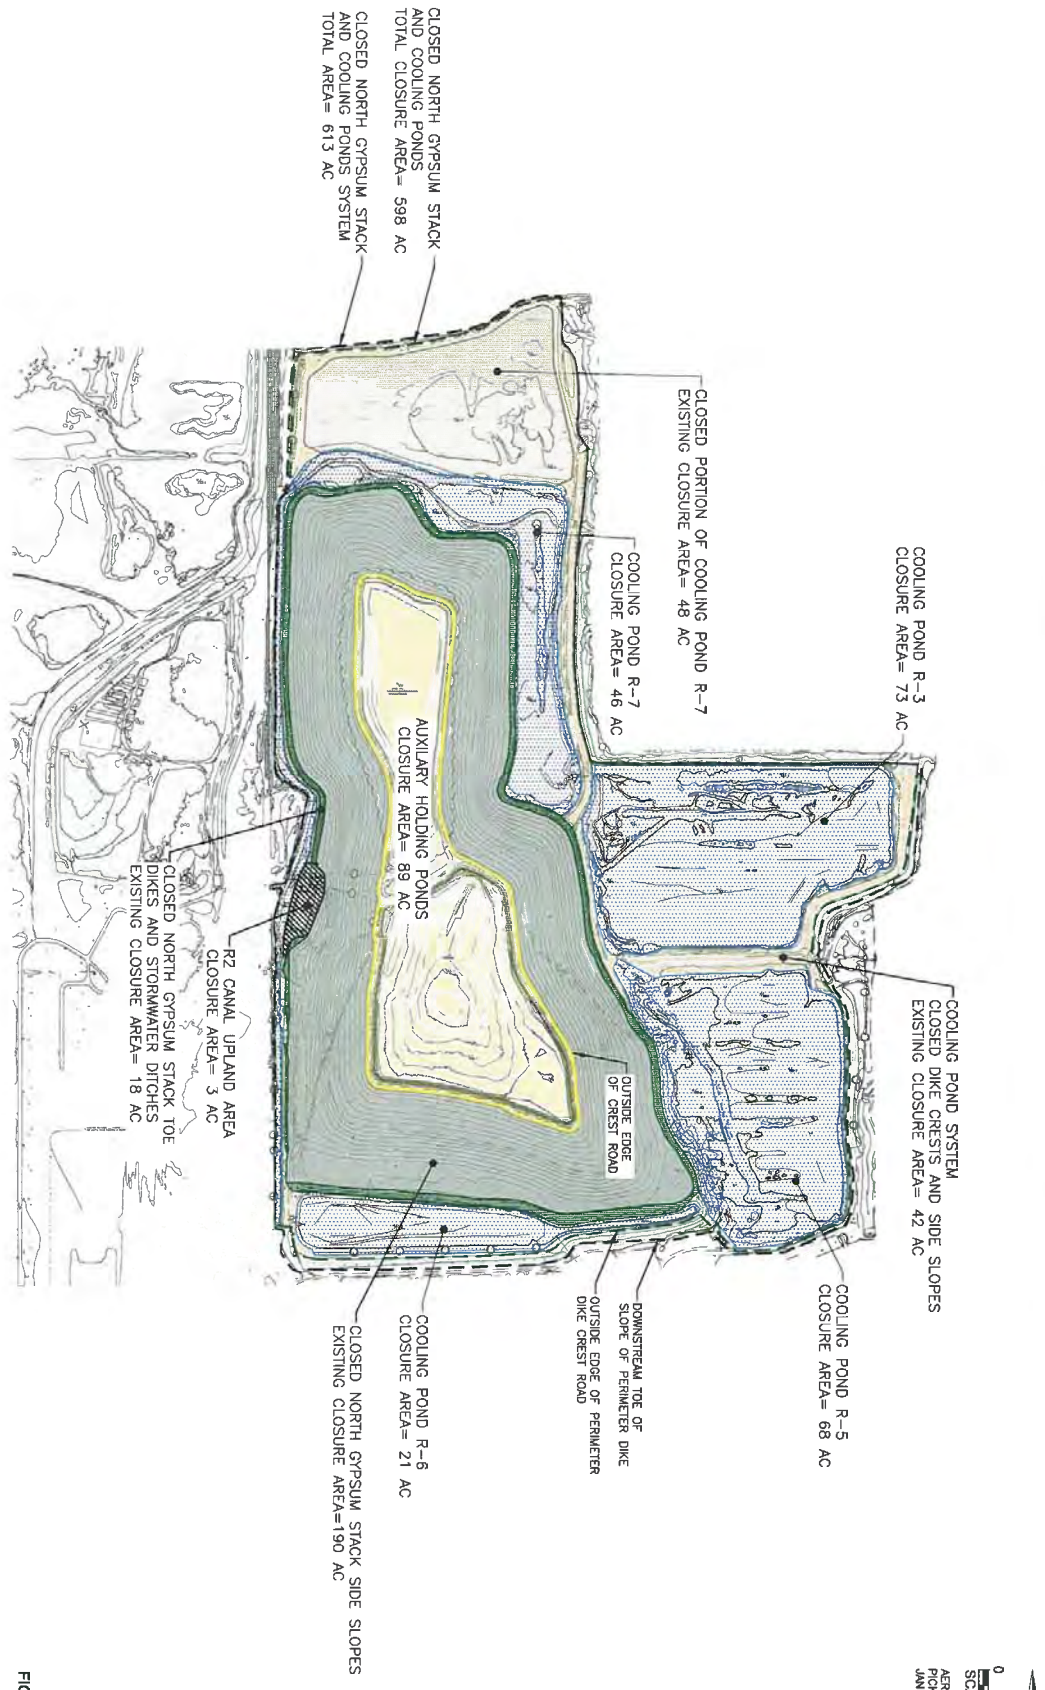 CLOSED NORTH GYPSUM STACK
AND COOLING PONDS
TOTAL CLOSURE AREA= 598 AC
CLOSED NORTH GYPSUM STACK
AND COOLING PONDS SYSTEM
TOTAL AREA= 613 AC
CLOSED PORTION OF COOLING POND R-7
EXISTING CLOSURE AREA= 48 AC
COOLING POND R-3
CLOSURE AREA= 73 AC
COOLING POND R-7
CLOSURE AREA= 46 AC
AUXILARY HOLDING PONDS
CLOSURE AREA= 89 AC
CLOSED NORTH GYPSUM STACK TOE
DIKES AND STORMWATER DITCHES
EXISTING CLOSURE AREA= 18 AC
R2 CANAL UPLAND AREA
CLOSURE AREA= 3 AC
COOLING POND SYSTEM
CLOSED DIKE CRESTS AND SIDE SLOPES
EXISTING CLOSURE AREA= 42 AC
OUTSIDE EDGE
OF CREST ROAD
COOLING POND R-5
CLOSURE AREA= 68 AC
DOWNSTREAM TOE OF
SLOPE OF PERIMETER DIKE
OUTSIDE EDGE OF PERIMETER
DIKE CREST ROAD
COOLING POND R-6
CLOSURE AREA= 21 AC
CLOSED NORTH GYPSUM STACK SIDE SLOPES
EXISTING CLOSURE AREA=190 AC
0
SC
AER
PICK
JAN
FIG